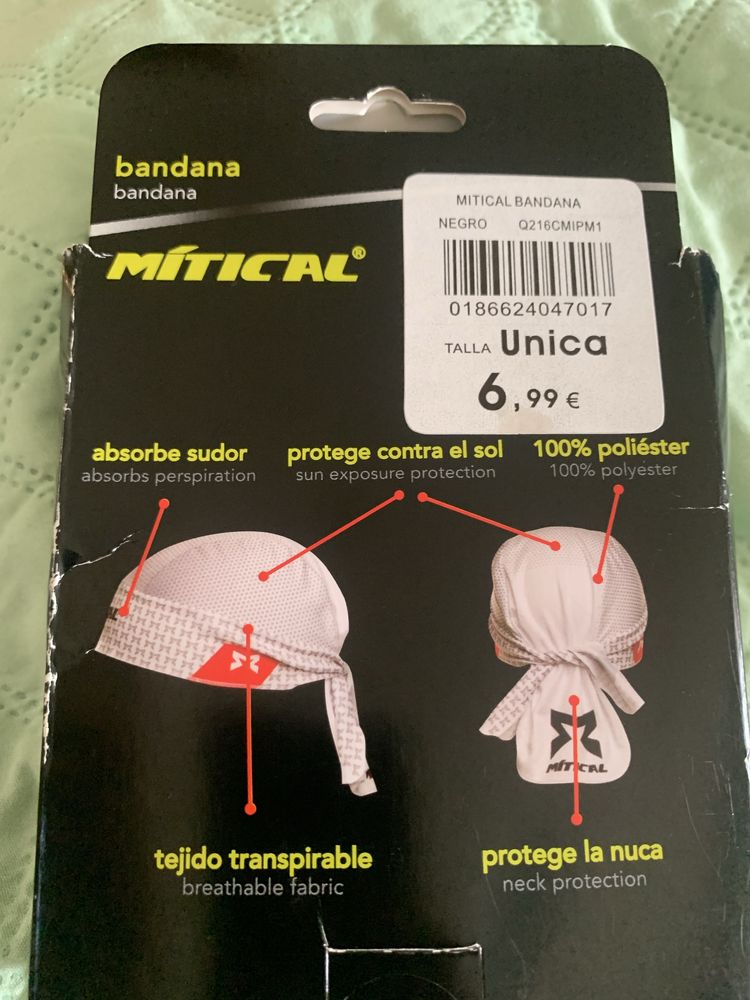 bandana
bandana
MÍTICAL®
MITICAL BANDANA
NEGRO Q216CMIPM1
0186624047017
TALLA Unica
6,99 €
absorbe sudor
absorbs perspiration
protege contra el sol
sun exposure protection
100% poliéster
100% polyester
MÍTICAL
tejido transpirable
breathable fabric
protege la nuca
neck protection